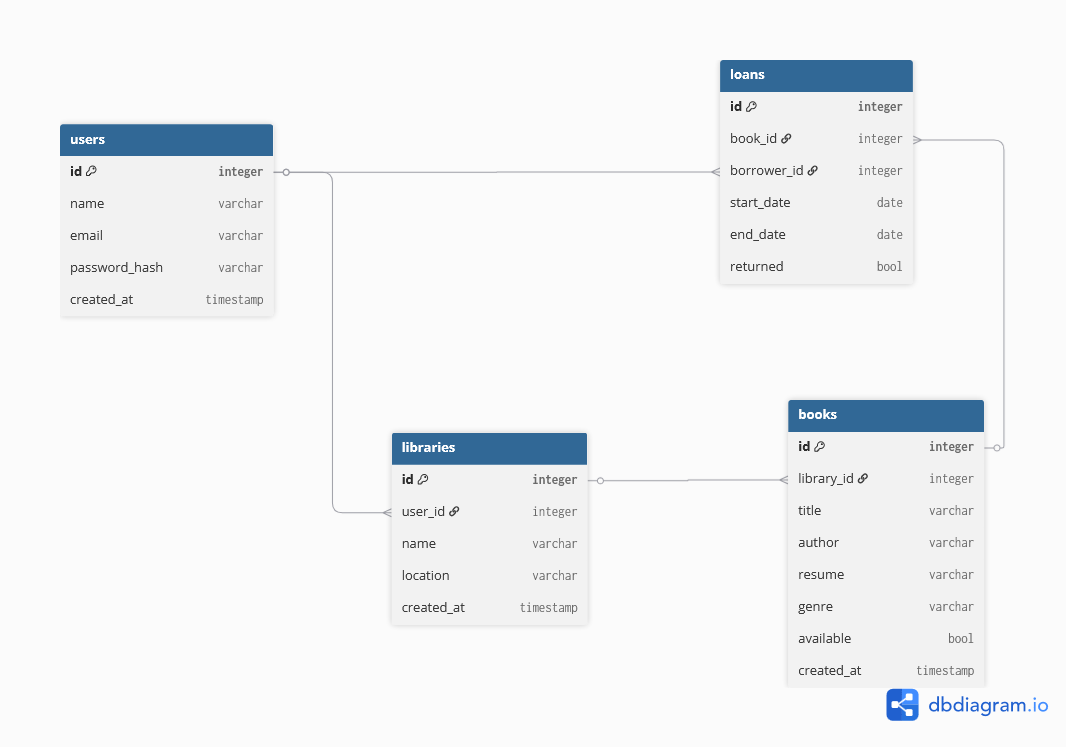 users
id integer
name varchar
email varchar
password_hash varchar
created_at timestamp
loans
id integer
book_id integer
borrower_id integer
start_date date
end_date date
returned bool
libraries
id integer
user_id integer
name varchar
location varchar
created_at timestamp
books
id integer
library_id integer
title varchar
author varchar
resume varchar
genre varchar
available bool
created_at timestamp
dbdiagram.io